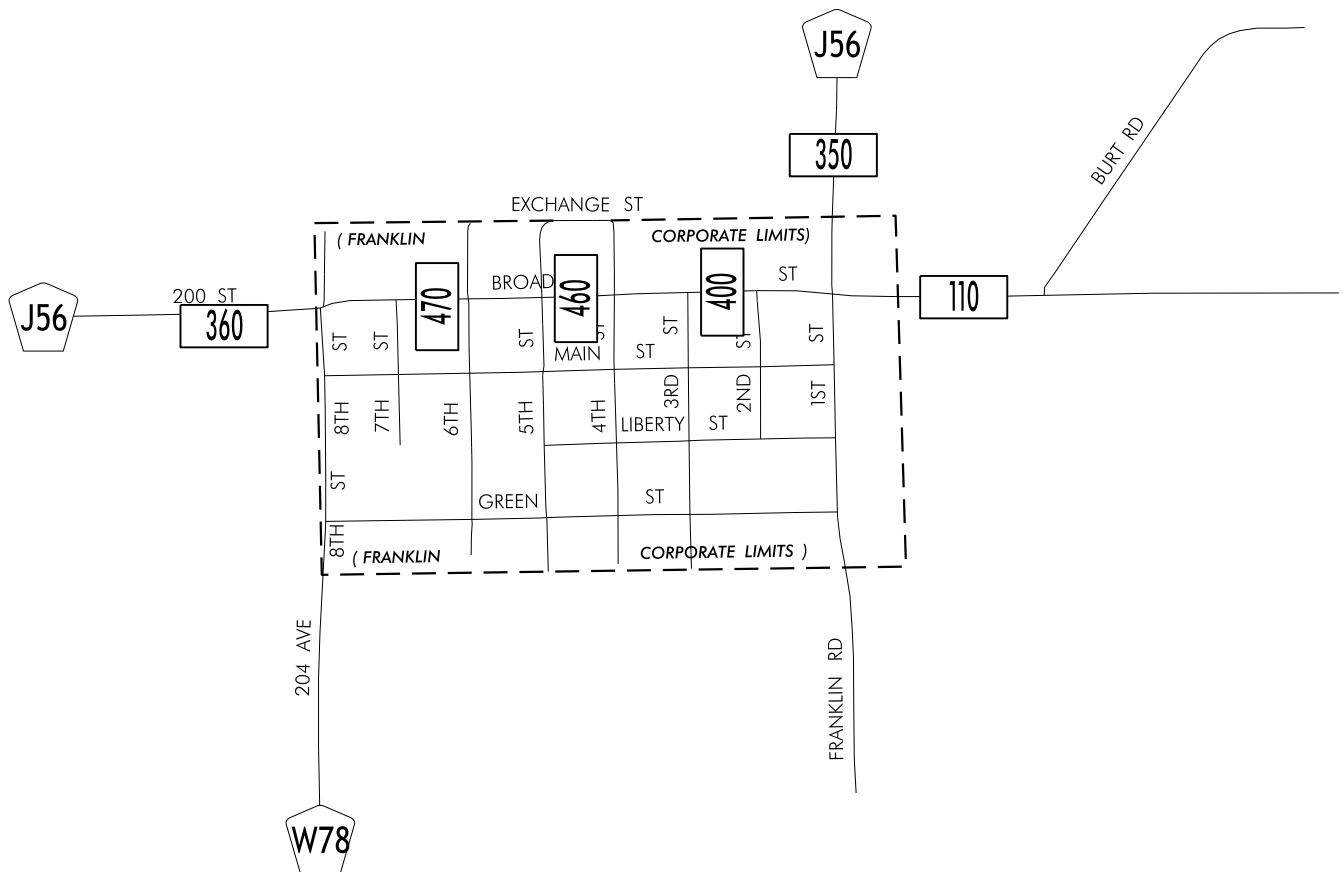 J56
350
BURT RD
EXCHANGE ST
( FRANKLIN CORPORATE LIMITS)
BROAD ST
200 ST
J56
360
470
460
400
110
ST
ST
ST
ST
ST
ST
ST
MAIN ST
8TH
7TH
6TH
5TH
4TH
3RD
2ND
1ST
LIBERTY ST
ST
8TH
GREEN ST
( FRANKLIN CORPORATE LIMITS )
204 AVE
FRANKLIN RD
W78